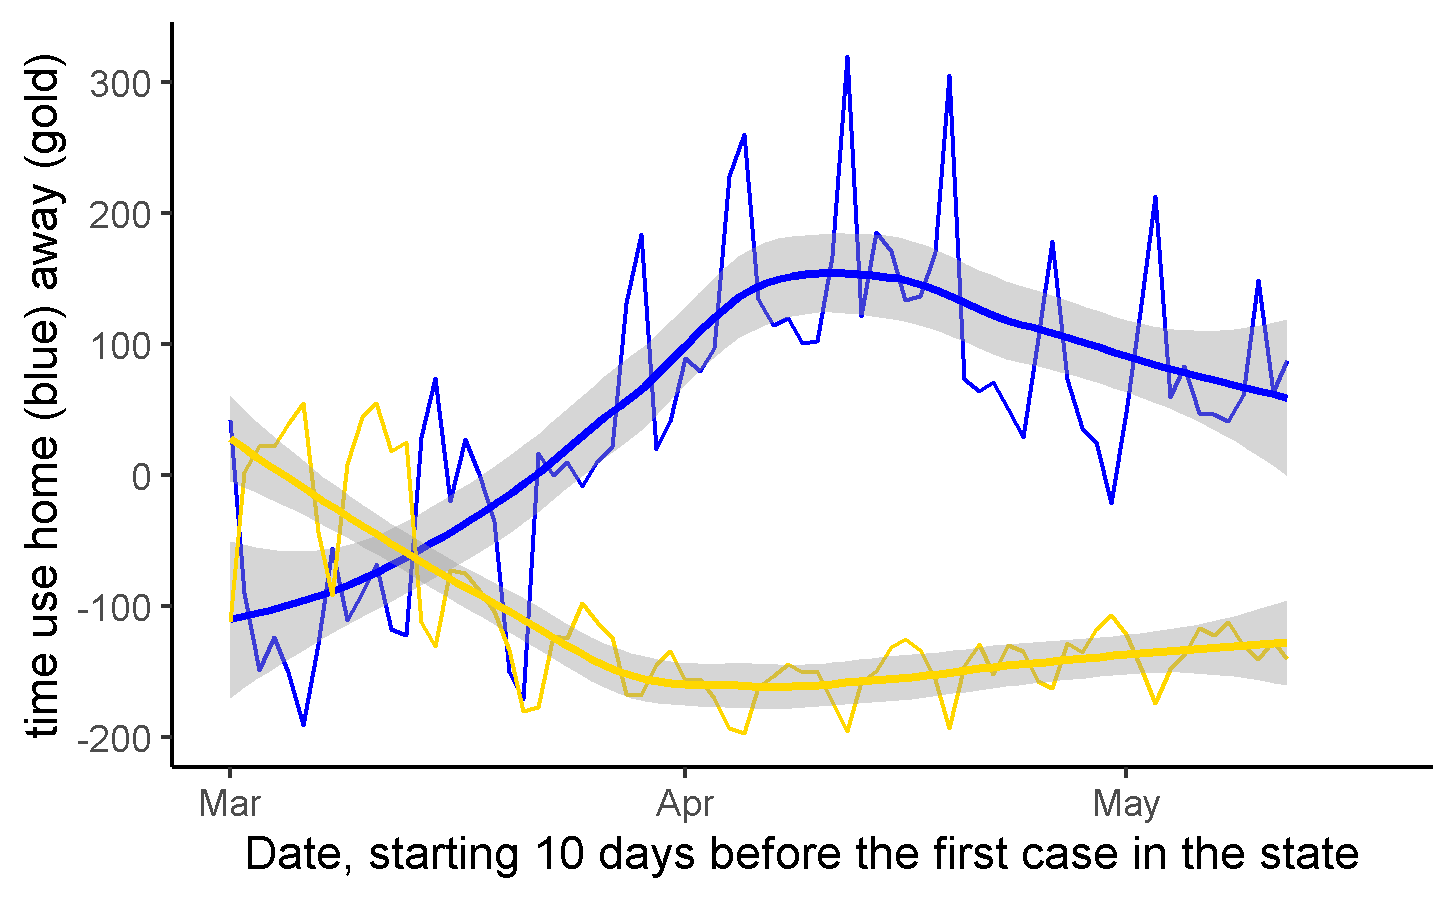 time use home (blue) away (gold)
300
200
100
0
-100
-200
Mar
Apr
May
Date, starting 10 days before the first case in the state